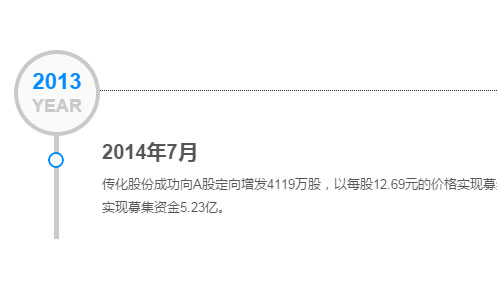 2013
YEAR
2014年7月
传化股份成功向A股定向增发4119万股，以每股12.69元的价格实现募
实现募集资金5.23亿。